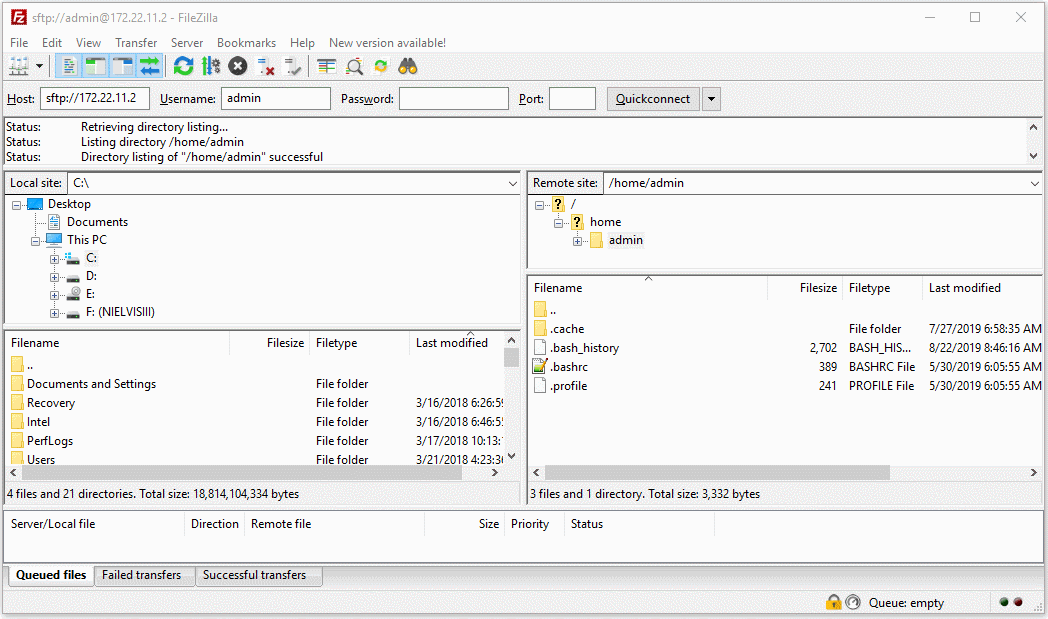 sftp://admin@172.22.11.2 - FileZilla
File Edit View Transfer Server Bookmarks Help New version available!
Host: sftp://172.22.11.2 Username: admin Password: Port: Quickconnect
Status: Retrieving directory listing...
Status: Listing directory /home/admin
Status: Directory listing of "/home/admin" successful
Local site: C:\
Desktop
Documents
This PC
C:
D:
E:
F: (NIELVISIII)
Filename Filesize Filetype Last modified
..
Documents and Settings File folder
Recovery File folder 3/16/2018 6:26:59
Intel File folder 3/16/2018 6:46:55
PerfLogs File folder 3/17/2018 10:13:
Users File folder 3/21/2018 4:23:36
4 files and 21 directories. Total size: 18,814,104,334 bytes
Remote site: /home/admin
/
home
admin
Filename Filesize Filetype Last modified
..
.cache File folder 7/27/2019 6:58:35 AM
.bash_history 2,702 BASH_HIS... 8/22/2019 8:46:16 AM
.bashrc 389 BASHRC File 5/30/2019 6:05:55 AM
.profile 241 PROFILE File 5/30/2019 6:05:55 AM
3 files and 1 directory. Total size: 3,332 bytes
Server/Local file Direction Remote file Size Priority Status
Queued files Failed transfers Successful transfers
Queue: empty